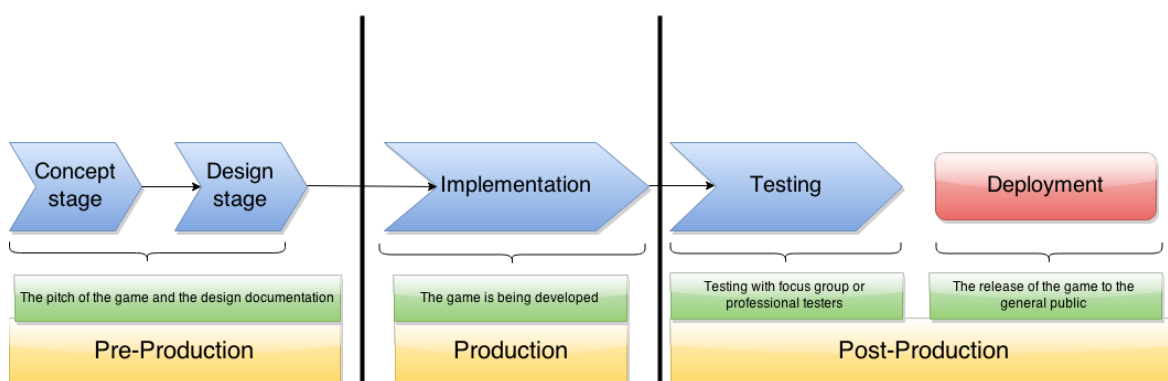 Concept
stage
Design
stage
Implementation
Testing
Deployment
The pitch of the game and the design documentation
The game is being developed
Testing with focus group or
professional testers
The release of the game to the
general public
Pre-Production
Production
Post-Production